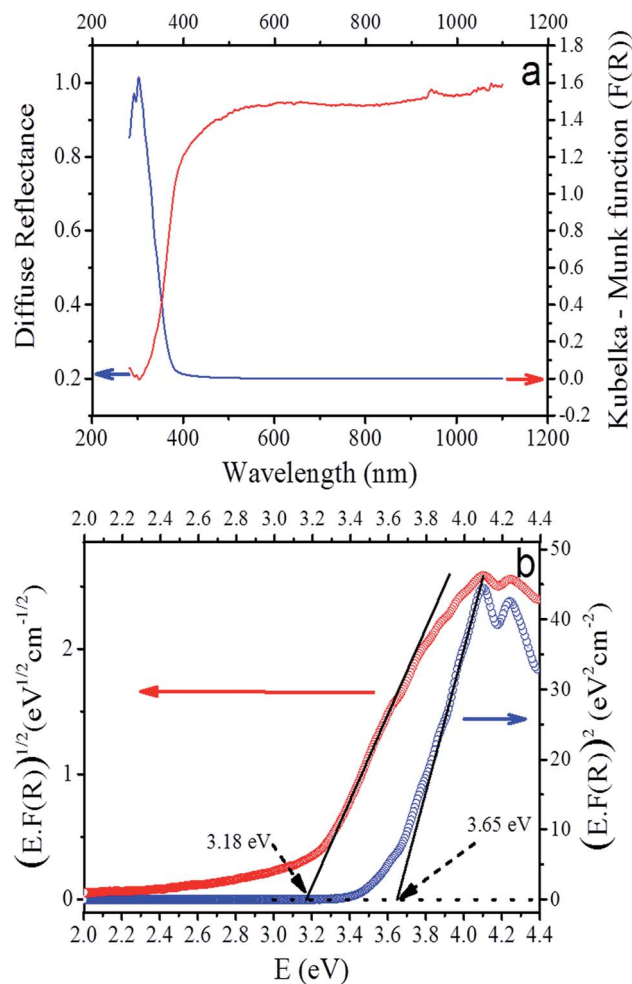 200 400 600 800 1000 1200
a
1.0
0.8
0.6
0.4
0.2
Diffuse Reflectance
1.8
1.6
1.4
1.2
1.0
0.8
0.6
0.4
0.2
0.0
-0.2
Kubelka - Munk function (F(R)
200 400 600 800 1000 1200
Wavelength (nm)
2.0 2.2 2.4 2.6 2.8 3.0 3.2 3.4 3.6 3.8 4.0 4.2 4.4
b
2
1
0
(E.F(R))^1/2 (eV^1/2cm^-1/2)
50
40
30
20
10
0
(E.F(R))^2 (eV^2cm^-2)
3.18 eV
3.65 eV
2.0 2.2 2.4 2.6 2.8 3.0 3.2 3.4 3.6 3.8 4.0 4.2 4.4
E (eV)